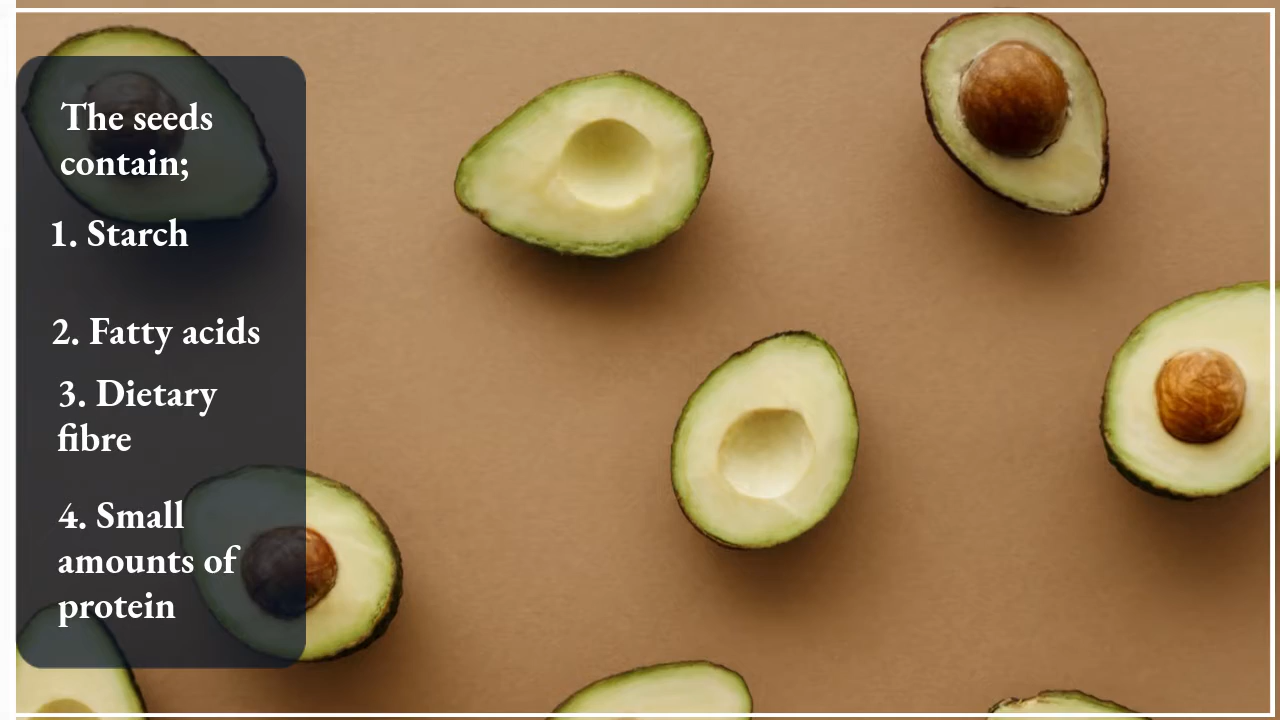 The seeds
contain;
1. Starch
2. Fatty acids
3. Dietary
fibre
4. Small
amounts of
protein